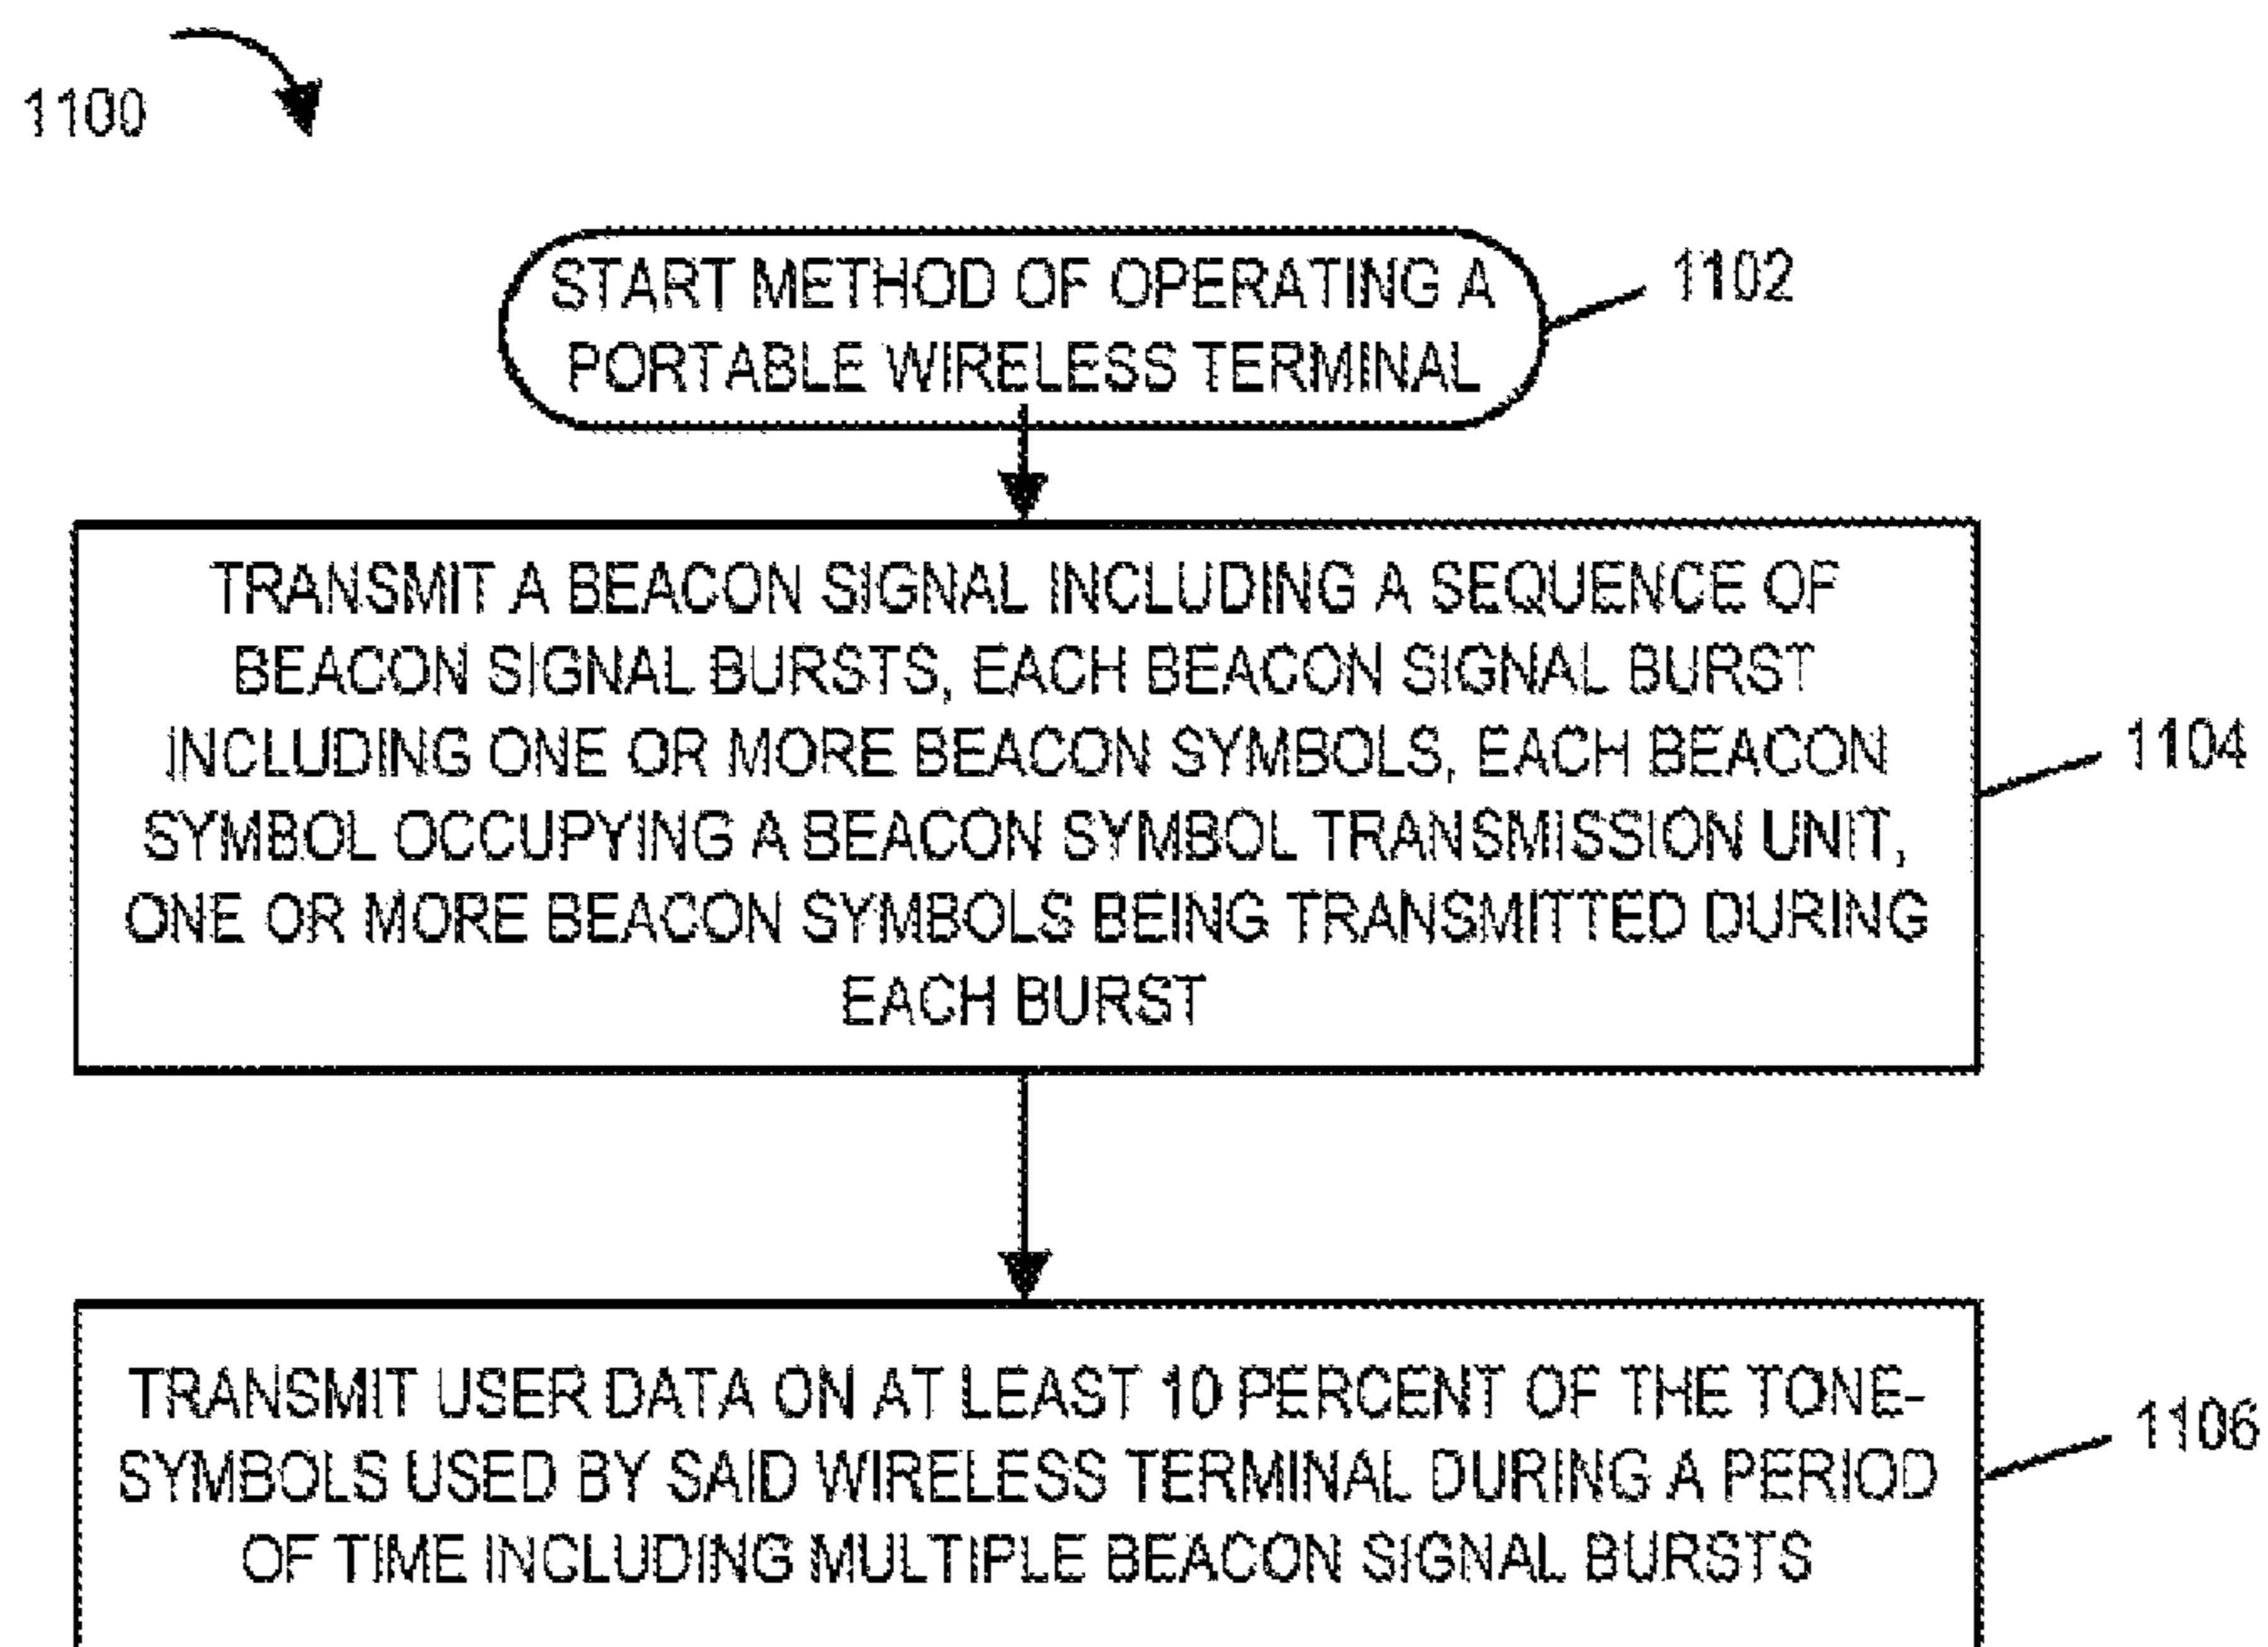 1100
START METHOD OF OPERATING A
PORTABLE WIRELESS TERMINAL
1102
TRANSMIT A BEACON SIGNAL INCLUDING A SEQUENCE OF
BEACON SIGNAL BURSTS, EACH BEACON SIGNAL BURST
INCLUDING ONE OR MORE BEACON SYMBOLS, EACH BEACON
SYMBOL OCCUPYING A BEACON SYMBOL TRANSMISSION UNIT,
ONE OR MORE BEACON SYMBOLS BEING TRANSMITTED DURING
EACH BURST
1104
TRANSMIT USER DATA ON AT LEAST 10 PERCENT OF THE TONE-
SYMBOLS USED BY SAID WIRELESS TERMINAL DURING A PERIOD
OF TIME INCLUDING MULTIPLE BEACON SIGNAL BURSTS
1106